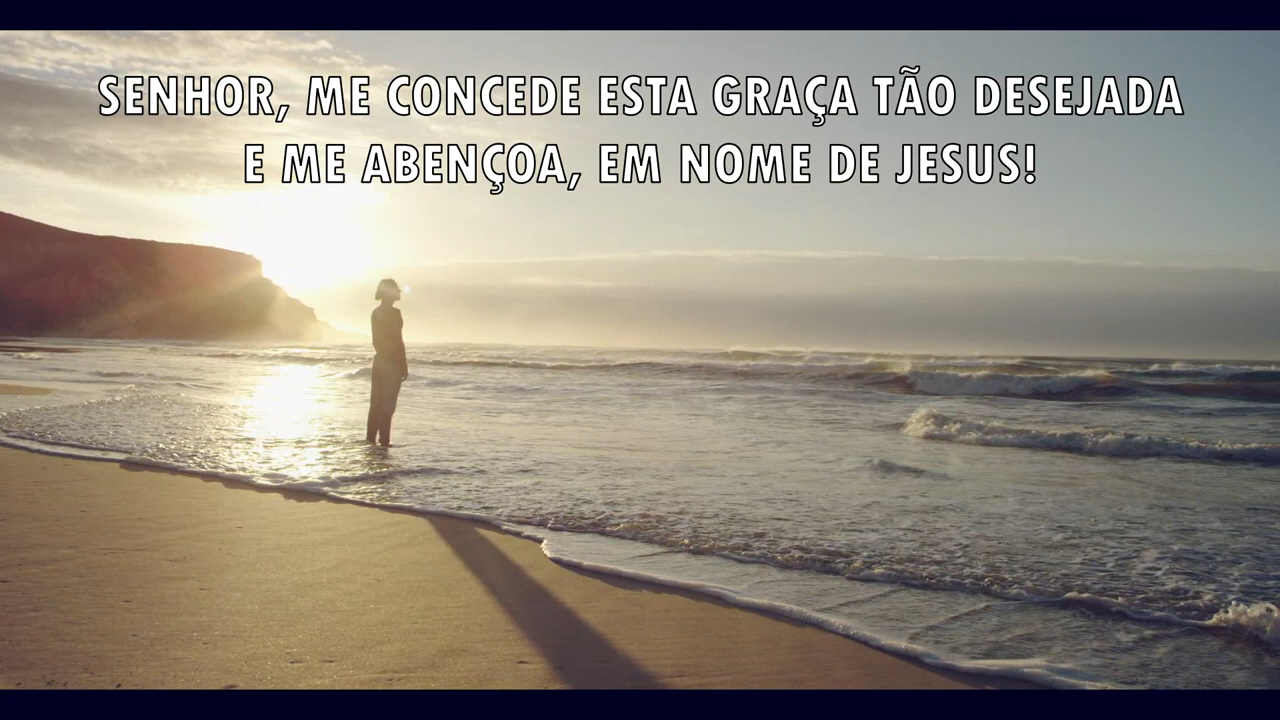 SENHOR, ME CONCEDE ESTA GRAÇA TÃO DESEJADA
E ME ABENÇOA, EM NOME DE JESUS!